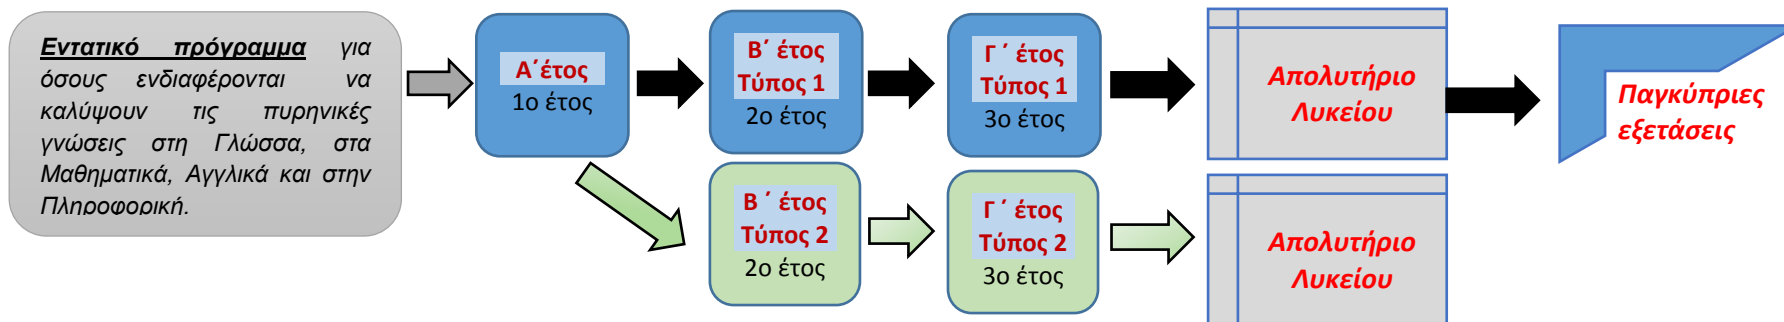 Εντατικό πρόγραμμα για
όσους ενδιαφέρονται να
καλύψουν τις πυρηνικές
γνώσεις στη Γλώσσα, στα
Μαθηματικά, Αγγλικά και στην
Πληροφορική.
Α΄έτος
1ο έτος
Β΄ έτος
Τύπος 1
2ο έτος
Γ ΄ έτος
Τύπος 1
3ο έτος
Απολυτήριο
Λυκείου
Παγκύπριες
εξετάσεις
Β ΄ έτος
Τύπος 2
2ο έτος
Γ ΄ έτος
Τύπος 2
3ο έτος
Απολυτήριο
Λυκείου